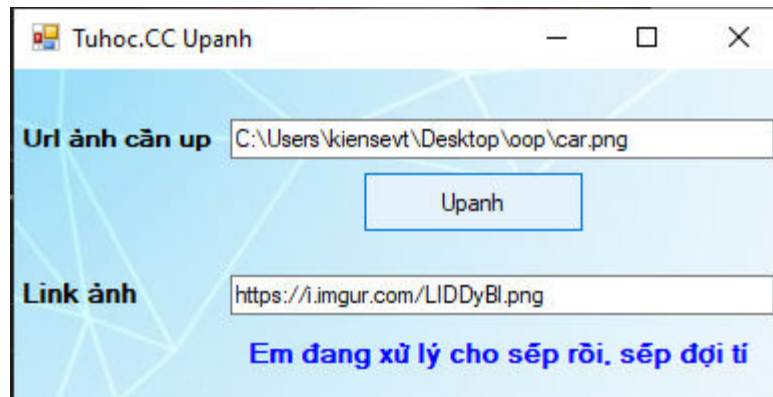 Tuhoc.CC Upanh
Url ảnh cần up
C:\Users\kiensevt\Desktop\oop\car.png
Upanh
Link ảnh
https://i.imgur.com/LIDDyBI.png
Em đang xử lý cho sếp rồi, sếp đợi tí